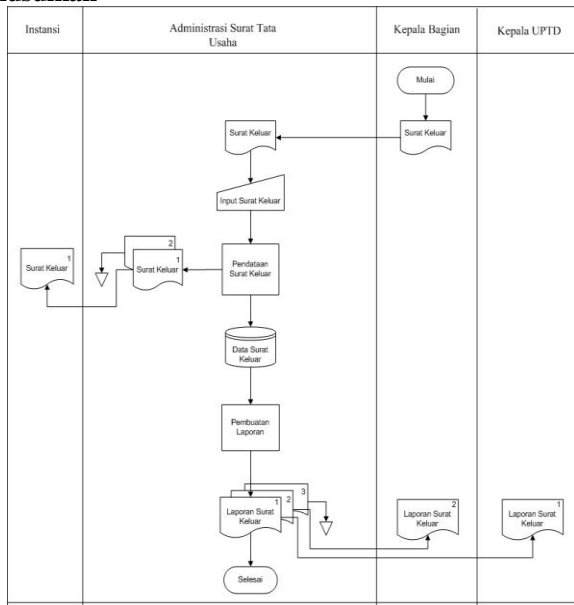 Instansi
Administrasi Surat Tata
Usaha
Kepala Bagian
Kepala UPTD
Mulai
Surat Keluar
Surat Keluar
Input Surat Keluar
2
1
Surat Keluar
1
Surat Keluar
Pendataan
Surat Keluar
Data Surat
Keluar
Pembuatan
Laporan
3
2
1
Laporan Surat
Keluar
2
Laporan Surat
Keluar
1
Laporan Surat
Keluar
Selesai